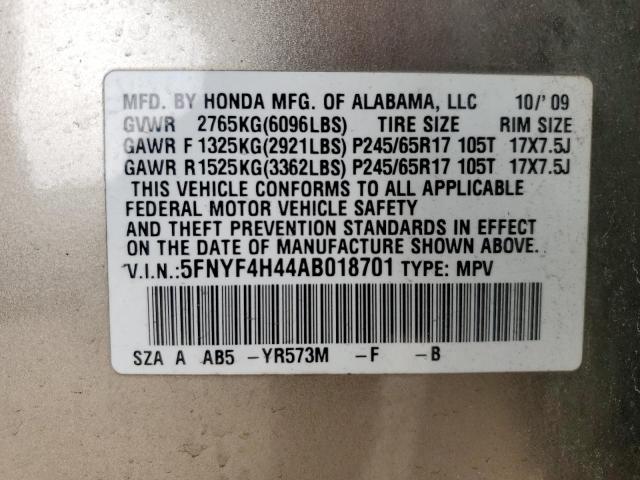 MFD. BY HONDA MFG. OF ALABAMA, LLC 10/'09
GVWR 2765KG(6096LBS) TIRE SIZE RIM SIZE
GAWR F 1325KG(2921LBS) P245/65R17 105T 17X7.5J
GAWR R 1525KG(3362LBS) P245/65R17 105T 17X7.5J
THIS VEHICLE CONFORMS TO ALL APPLICABLE
FEDERAL MOTOR VEHICLE SAFETY
AND THEFT PREVENTION STANDARDS IN EFFECT
ON THE DATE OF MANUFACTURE SHOWN ABOVE.
V.I.N.:5FNYF4H44AB018701 TYPE: MPV
SZA A AB5 -YR573M -F -B